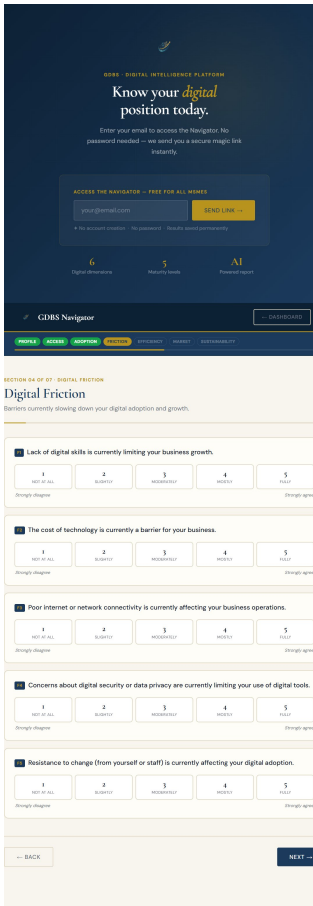 GDBS · DIGITAL INTELLIGENCE PLATFORM
Know your digital
position today.
Enter your email to access the Navigator. No
password needed — we send you a secure magic link
instantly.
ACCESS THE NAVIGATOR — FREE FOR ALL MSMES
your@email.com
SEND LINK →
No account creation · No password · Results saved permanently
6
Digital dimensions
5
Maturity levels
AI
Powered report
GDBS Navigator
← DASHBOARD
PROFILE
ACCESS
ADOPTION
FRICTION
EFFICIENCY
MARKET
SUSTAINABILITY
SECTION 04 OF 07 · DIGITAL FRICTION
Digital Friction
Barriers currently slowing down your digital adoption and growth.
F1 Lack of digital skills is currently limiting your business growth.
1 2 3 4 5
NOT AT ALL SLIGHTLY MODERATELY MOSTLY FULLY
Strongly disagree Strongly agree
F2 The cost of technology is currently a barrier for your business.
1 2 3 4 5
NOT AT ALL SLIGHTLY MODERATELY MOSTLY FULLY
Strongly disagree Strongly agree
F3 Poor internet or network connectivity is currently affecting your business operations.
1 2 3 4 5
NOT AT ALL SLIGHTLY MODERATELY MOSTLY FULLY
Strongly disagree Strongly agree
F4 Concerns about digital security or data privacy are currently limiting your use of digital tools.
1 2 3 4 5
NOT AT ALL SLIGHTLY MODERATELY MOSTLY FULLY
Strongly disagree Strongly agree
F5 Resistance to change (from yourself or staff) is currently affecting your digital adoption.
1 2 3 4 5
NOT AT ALL SLIGHTLY MODERATELY MOSTLY FULLY
Strongly disagree Strongly agree
← BACK
NEXT →